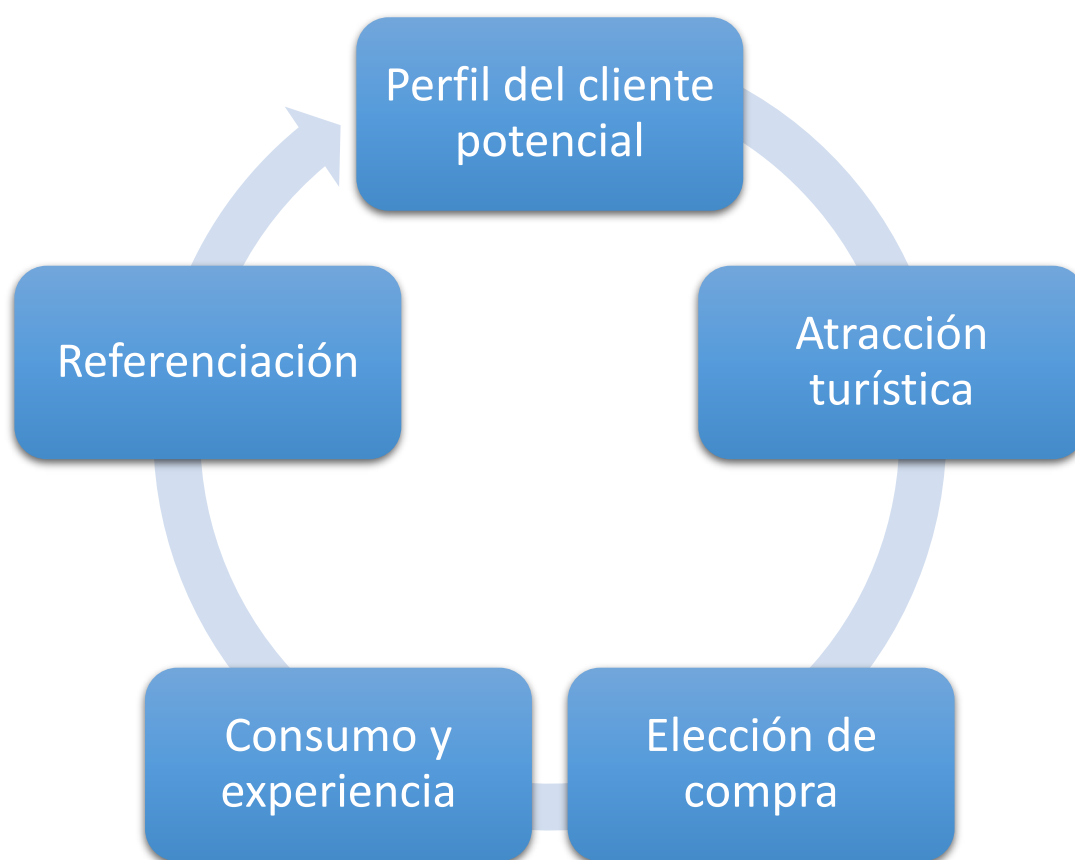 Perfil del cliente
potencial
Atracción
turística
Elección de
compra
Consumo y
experiencia
Referenciación